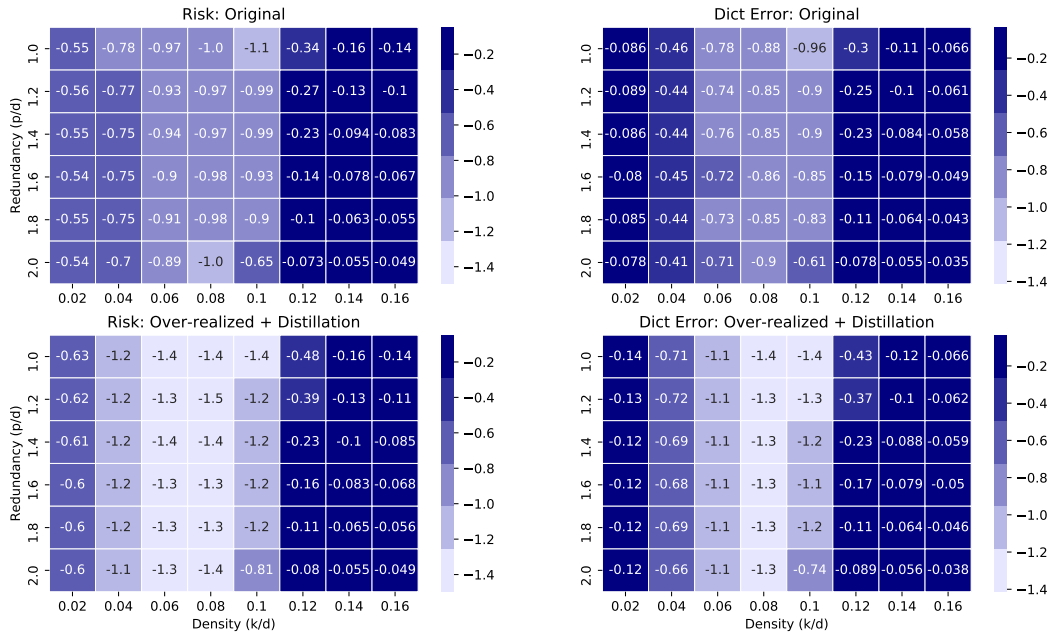 Risk: Original
Redundancy (p/d)
1.0 -0.55 -0.78 -0.97 -1.0 -1.1 -0.34 -0.16 -0.14
1.2 -0.56 -0.77 -0.93 -0.97 -0.99 -0.27 -0.13 -0.1
1.4 -0.55 -0.75 -0.94 -0.97 -0.99 -0.23 -0.094 -0.083
1.6 -0.54 -0.75 -0.9 -0.98 -0.93 -0.14 -0.078 -0.067
1.8 -0.55 -0.75 -0.91 -0.98 -0.9 -0.1 -0.063 -0.055
2.0 -0.54 -0.7 -0.89 -1.0 -0.65 -0.073 -0.055 -0.049
0.02 0.04 0.06 0.08 0.1 0.12 0.14 0.16
−0.2
−0.4
−0.6
−0.8
−1.0
−1.2
−1.4
Dict Error: Original
1.0 -0.086 -0.46 -0.78 -0.88 -0.96 -0.3 -0.11 -0.066
1.2 -0.089 -0.44 -0.74 -0.85 -0.9 -0.25 -0.1 -0.061
1.4 -0.086 -0.44 -0.76 -0.85 -0.9 -0.23 -0.084 -0.058
1.6 -0.08 -0.45 -0.72 -0.86 -0.85 -0.15 -0.079 -0.049
1.8 -0.085 -0.44 -0.73 -0.85 -0.83 -0.11 -0.064 -0.043
2.0 -0.078 -0.41 -0.71 -0.9 -0.61 -0.078 -0.055 -0.035
0.02 0.04 0.06 0.08 0.1 0.12 0.14 0.16
−0.2
−0.4
−0.6
−0.8
−1.0
−1.2
−1.4
Risk: Over-realized + Distillation
Redundancy (p/d)
1.0 -0.63 -1.2 -1.4 -1.4 -1.4 -0.48 -0.16 -0.14
1.2 -0.62 -1.2 -1.3 -1.5 -1.2 -0.39 -0.13 -0.11
1.4 -0.61 -1.2 -1.4 -1.4 -1.2 -0.23 -0.1 -0.085
1.6 -0.6 -1.2 -1.3 -1.3 -1.2 -0.16 -0.083 -0.068
1.8 -0.6 -1.2 -1.3 -1.3 -1.2 -0.11 -0.065 -0.056
2.0 -0.6 -1.1 -1.3 -1.4 -0.81 -0.08 -0.055 -0.049
0.02 0.04 0.06 0.08 0.1 0.12 0.14 0.16
Density (k/d)
−0.2
−0.4
−0.6
−0.8
−1.0
−1.2
−1.4
Dict Error: Over-realized + Distillation
1.0 -0.14 -0.71 -1.1 -1.4 -1.4 -0.43 -0.12 -0.066
1.2 -0.13 -0.72 -1.1 -1.3 -1.3 -0.37 -0.1 -0.062
1.4 -0.12 -0.69 -1.1 -1.3 -1.2 -0.23 -0.088 -0.059
1.6 -0.12 -0.68 -1.1 -1.3 -1.1 -0.17 -0.079 -0.05
1.8 -0.12 -0.69 -1.1 -1.3 -1.2 -0.11 -0.064 -0.046
2.0 -0.12 -0.66 -1.1 -1.3 -0.74 -0.089 -0.056 -0.038
0.02 0.04 0.06 0.08 0.1 0.12 0.14 0.16
Density (k/d)
−0.2
−0.4
−0.6
−0.8
−1.0
−1.2
−1.4